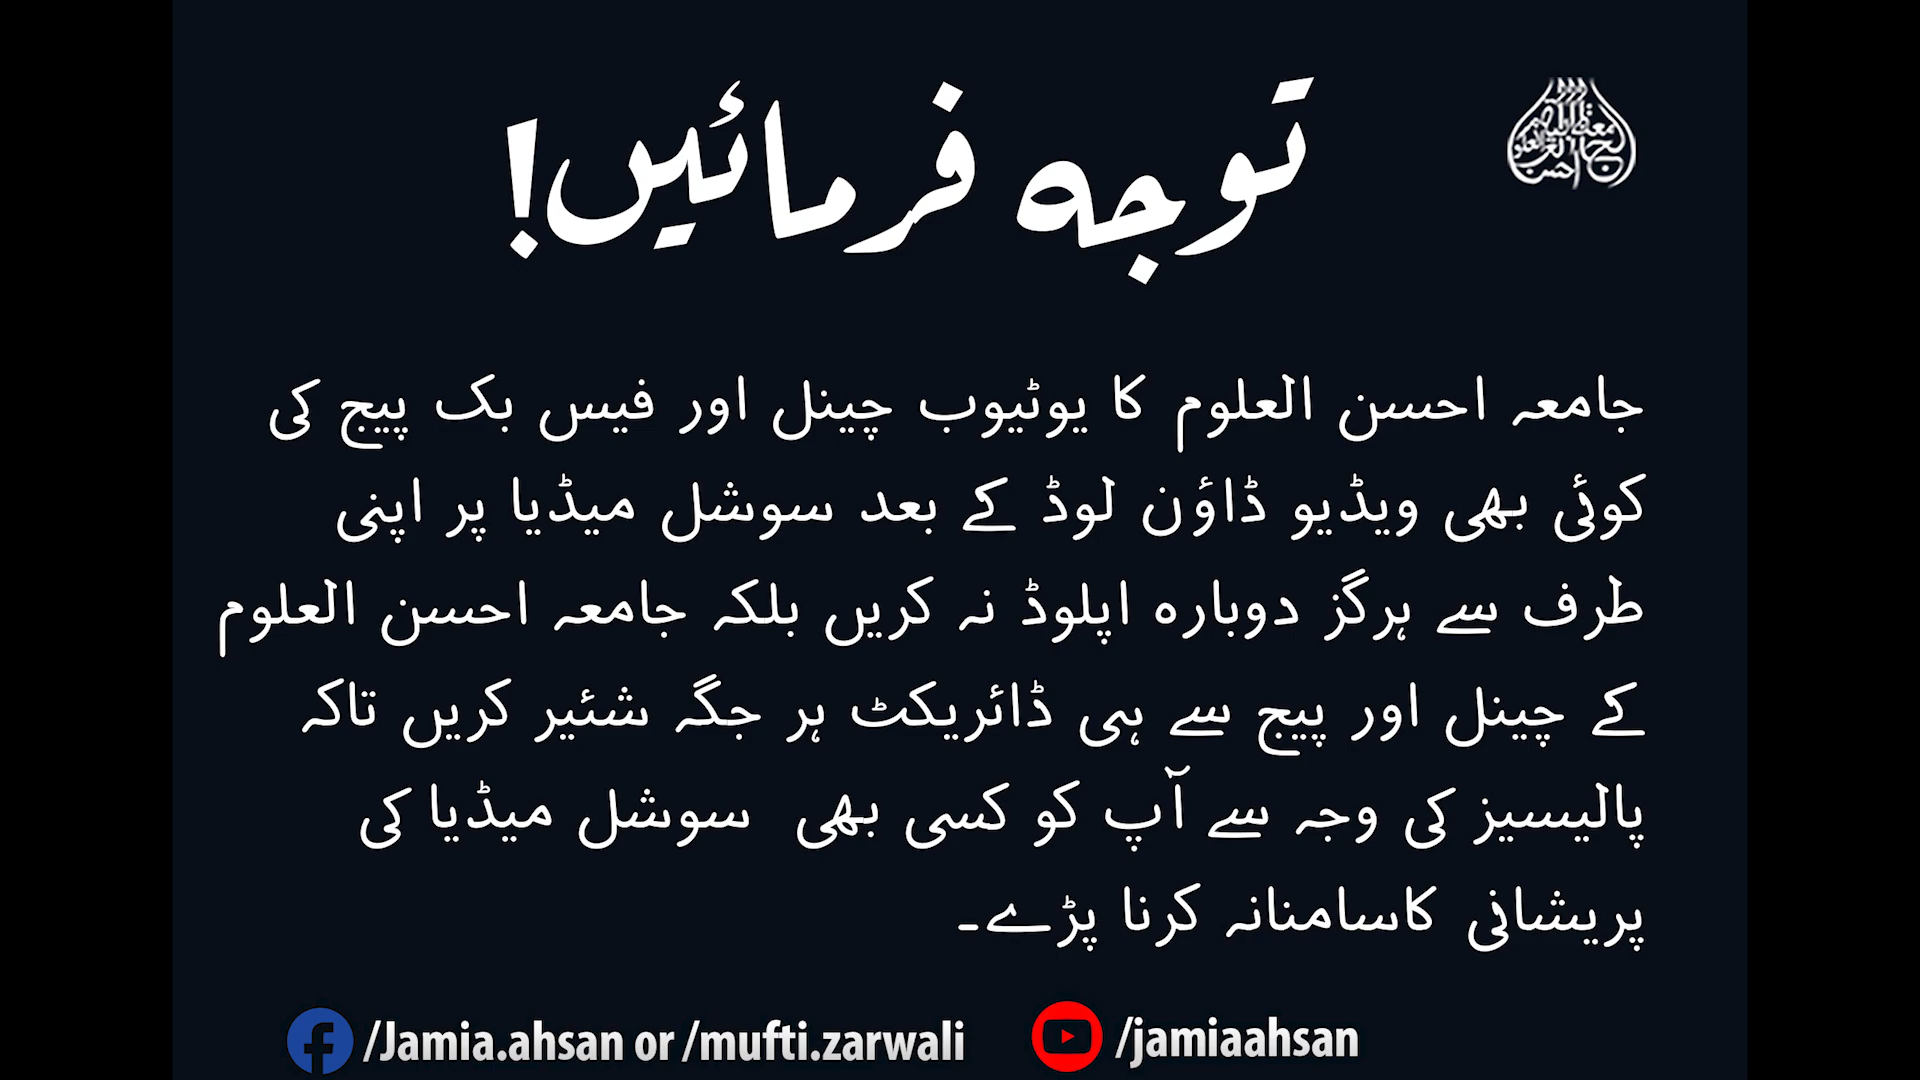 توجہ فرمائیں!
جامعہ احسن العلوم کا یوٹیوب چینل اور فیس بک پیج کی
کوئی بھی ویڈیو ڈاؤن لوڈ کے بعد سوشل میڈیا پر اپنی
طرف سے ہرگز دوبارہ اپلوڈ نہ کریں بلکہ جامعہ احسن العلوم
کے چینل اور پیج سے ہی ڈائریکٹ ہر جگہ شئیر کریں تاکہ
پالیسیز کی وجہ سے آپ کو کسی بھی سوشل میڈیا کی
پریشانی کاسامنانہ کرنا پڑے۔
/Jamia.ahsan or /mufti.zarwali /jamiaahsan